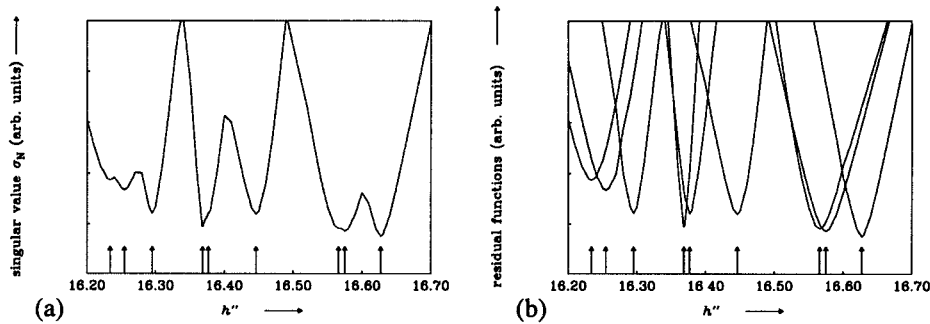 singular value σN (arb. units)
16.20 16.30 16.40 16.50 16.60 16.70
(a)
h''
residual functions (arb. units)
16.20 16.30 16.40 16.50 16.60 16.70
(b)
h''